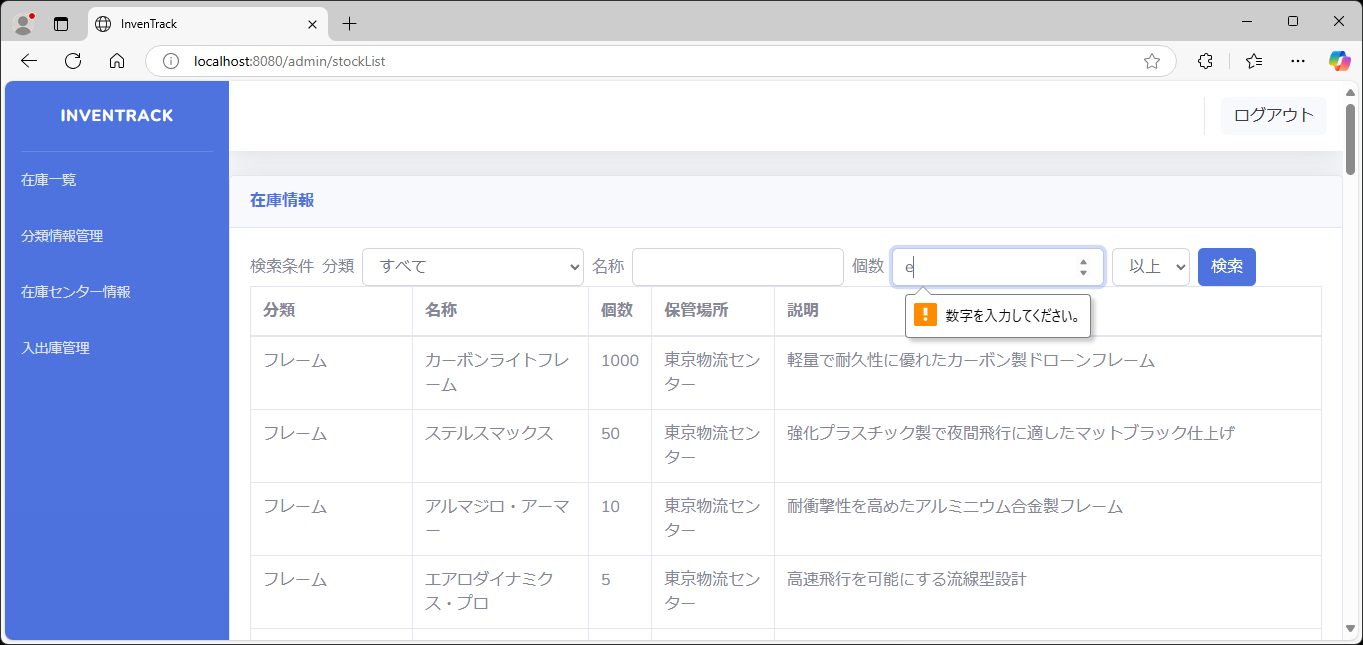 InvenTrack
localhost:8080/admin/stockList
INVENTRACK
ログアウト
在庫一覧
分類情報管理
在庫センター情報
入出庫管理
在庫情報
検索条件 分類 すべて 名称 個数 e 以上 検索
数字を入力してください。
分類 名称 個数 保管場所 説明
フレーム カーボンライトフレ 1000 東京物流セン 軽量で耐久性に優れたカーボン製ドローンフレーム
ーム ター
フレーム ステルスマックス 50 東京物流セン 強化プラスチック製で夜間飛行に適したマットブラック仕上げ
ター
フレーム アルマジロ・アーマ 10 東京物流セン 耐衝撃性を高めたアルミニウム合金製フレーム
ー ター
フレーム エアロダイナミク 5 東京物流セン 高速飛行を可能にする流線型設計
ス・プロ ター